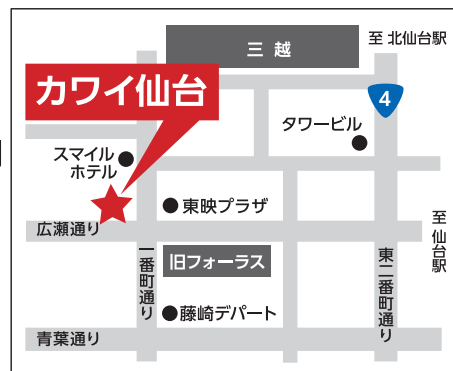 三越
至 北仙台駅
カワイ仙台
4
タワービル
スマイル
ホテル
東映プラザ
広瀬通り
至 仙台駅
一番町通り
旧フォーラス
東二番町通り
藤崎デパート
青葉通り